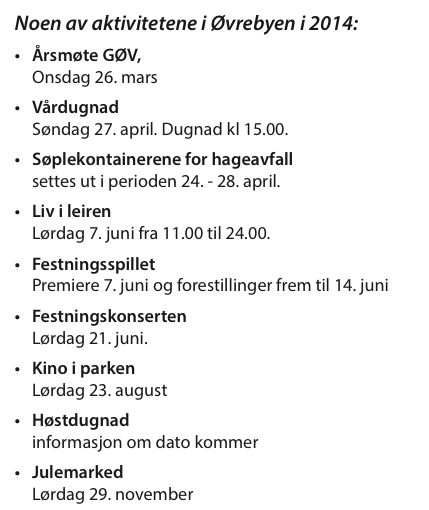 Noen av aktivitetene i Øvrebyen i 2014:
• Årsmøte GØV,
Onsdag 26. mars
• Vårdugnad
Søndag 27. april. Dugnad kl 15.00.
• Søplekontainerene for hageavfall
settes ut i perioden 24. - 28. april.
• Liv i leiren
Lørdag 7. juni fra 11.00 til 24.00.
• Festningsspillet
Premiere 7. juni og forestillinger frem til 14. juni
• Festningskonserten
Lørdag 21. juni.
• Kino i parken
Lørdag 23. august
• Høstdugnad
informasjon om dato kommer
• Julemarked
Lørdag 29. november